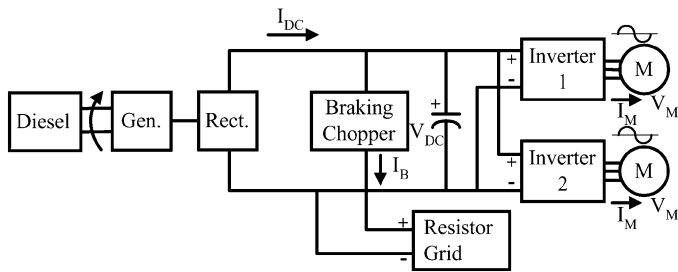 I_DC
Diesel
Gen.
Rect.
Braking
Chopper
+
V_DC
I_B
+
-
Inverter
1
M
I_M
V_M
+
-
Inverter
2
M
I_M
V_M
+
-
Resistor
Grid